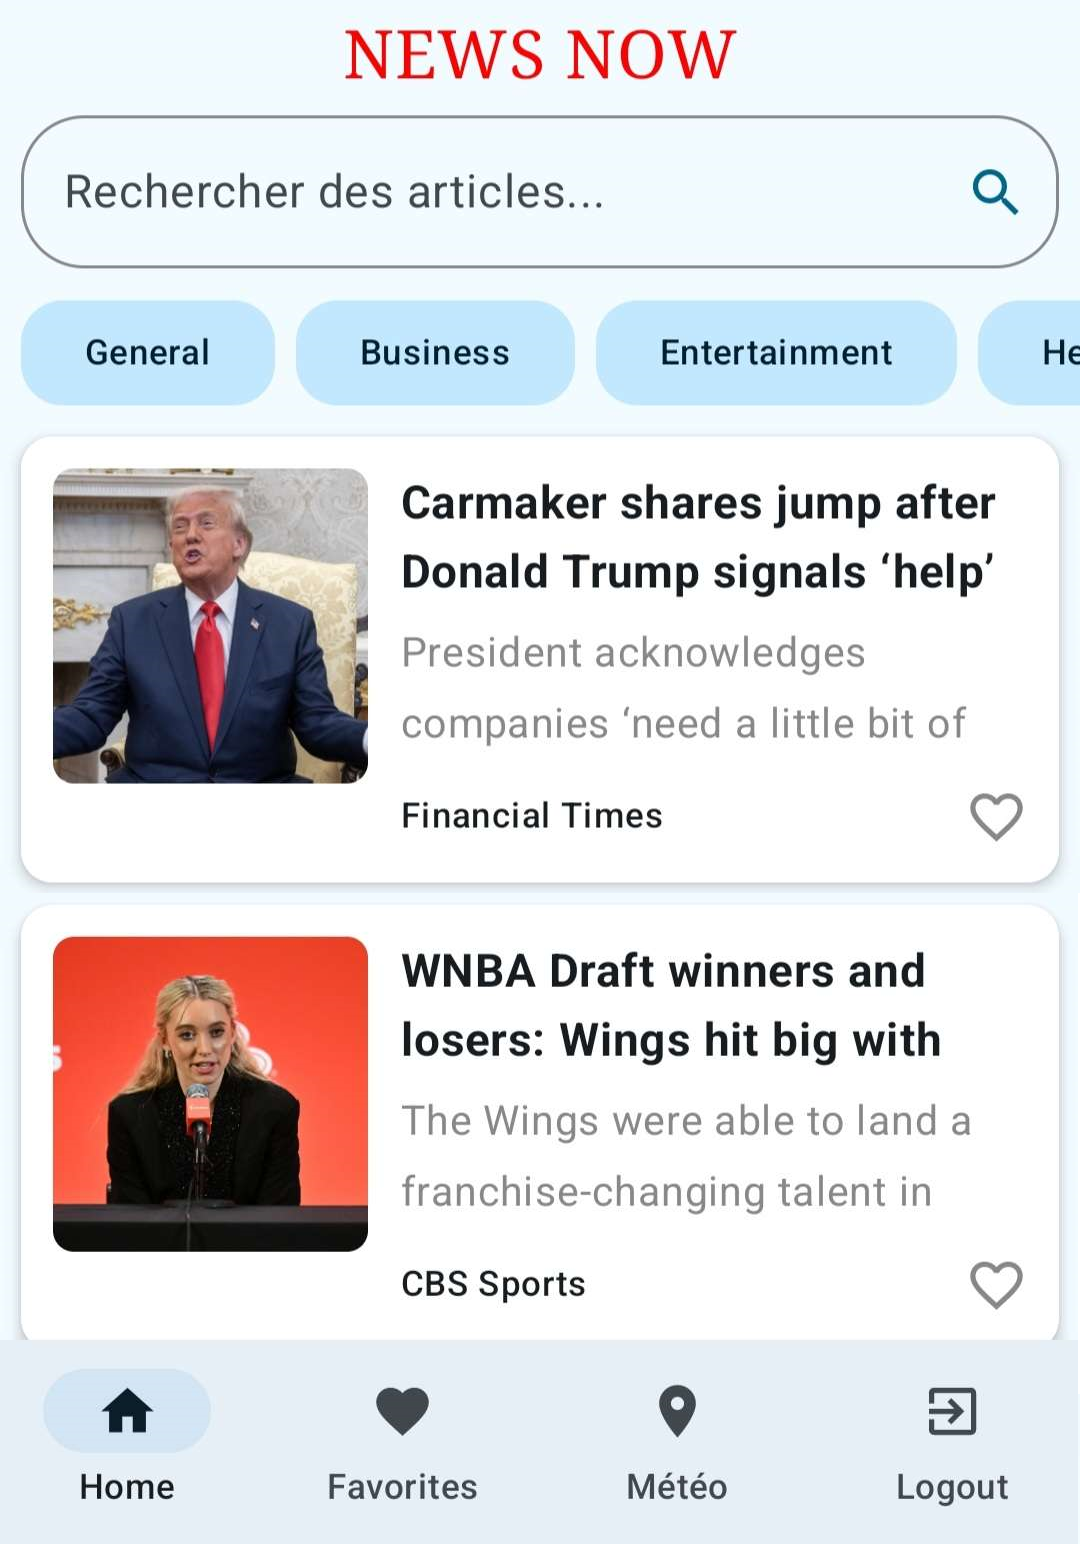 NEWS NOW
Rechercher des articles...
General
Business
Entertainment
He
Carmaker shares jump after
Donald Trump signals ‘help’
President acknowledges
companies ‘need a little bit of
Financial Times
WNBA Draft winners and
losers: Wings hit big with
The Wings were able to land a
franchise-changing talent in
CBS Sports
Home
Favorites
Météo
Logout